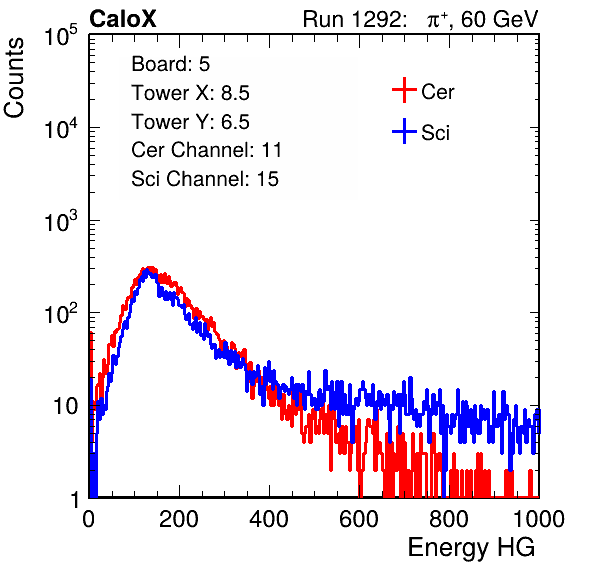 CaloX Run 1292: π⁺, 60 GeV
Counts
Board: 5
Tower X: 8.5
Tower Y: 6.5
Cer Channel: 11
Sci Channel: 15
Cer
Sci
10⁵
10⁴
10³
10²
10
1
0 200 400 600 800 1000
Energy HG